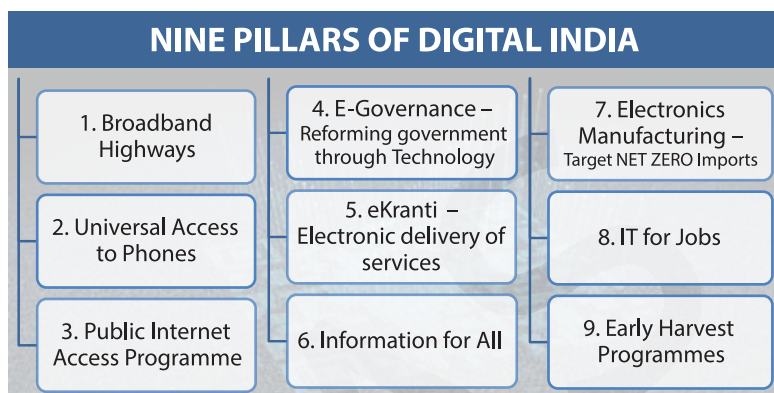 NINE PILLARS OF DIGITAL INDIA
1. Broadband
Highways
2. Universal Access
to Phones
3. Public Internet
Access Programme
4. E-Governance –
Reforming government
through Technology
5. eKranti –
Electronic delivery of
services
6. Information for All
7. Electronics
Manufacturing –
Target NET ZERO Imports
8. IT for Jobs
9. Early Harvest
Programmes